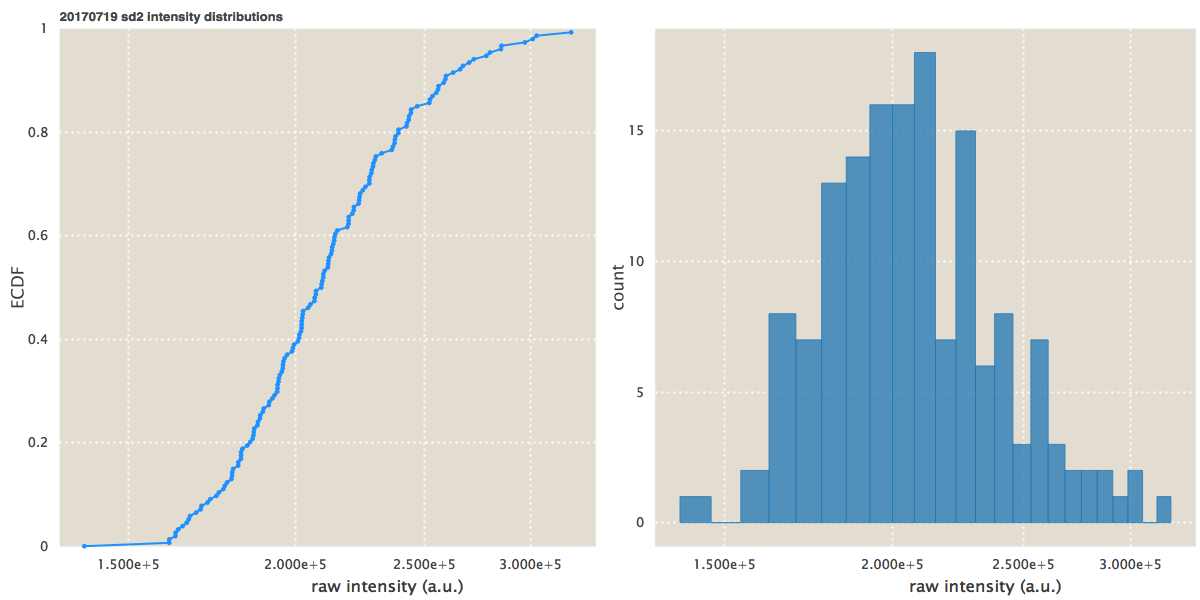 20170719 sd2 intensity distributions
1
0.8
0.6
0.4
0.2
0
ECDF
1.500e+5 2.000e+5 2.500e+5 3.000e+5
raw intensity (a.u.)
15
10
5
0
count
1.500e+5 2.000e+5 2.500e+5 3.000e+5
raw intensity (a.u.)